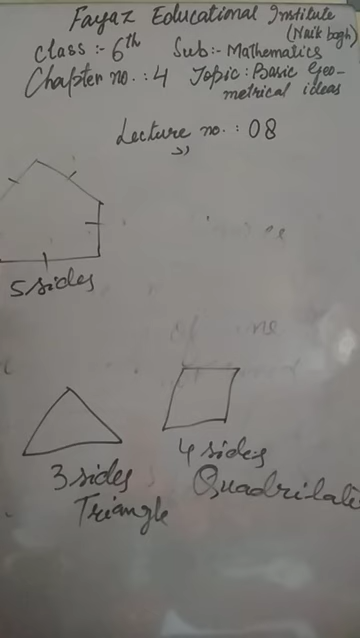 Fayaz Educational Institute
(Naik bagh)
Class :- 6th Sub:- Mathematics
Chapter no. : 4 Topic : Basic Geo-
metrical ideas
Lecture no. : 08
5 sides
3 sides
Triangle
4 sides
Quadrilate